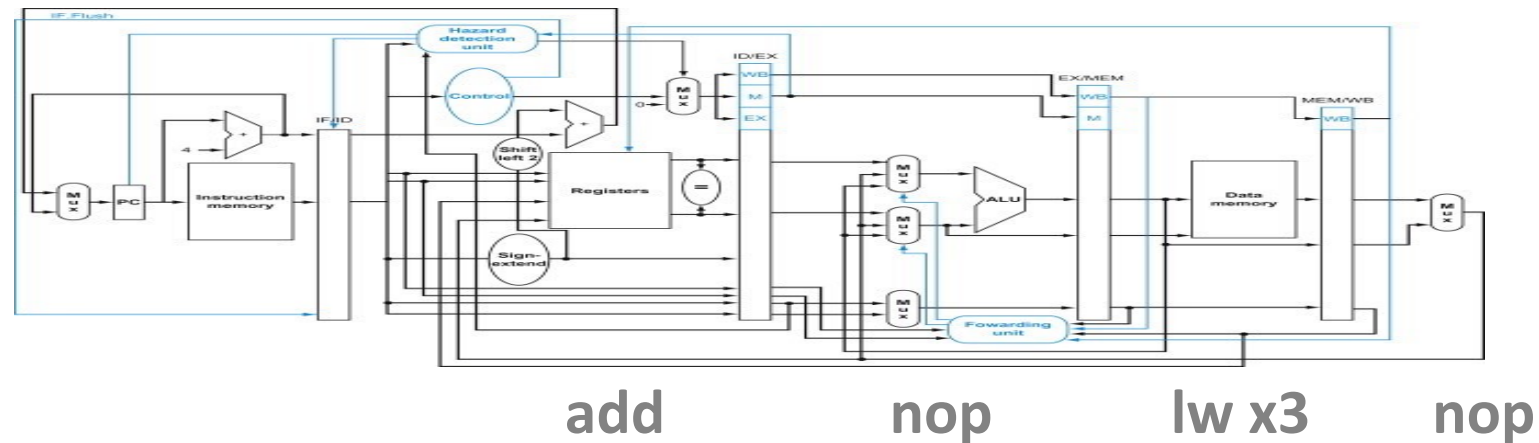 IF.Flush
Hazard
detection
unit
ID/EX
WB
EX/MEM
Control
M
u
x
M
WB
MEM/WB
0
EX
M
WB
IF/ID
+
+
4
Shift
left 2
M
u
x
PC
Instruction
memory
Registers
=
M
u
x
ALU
M
u
x
Data
memory
M
u
x
Sign-
extend
M
u
x
Fowarding
unit
add nop lw x3 nop